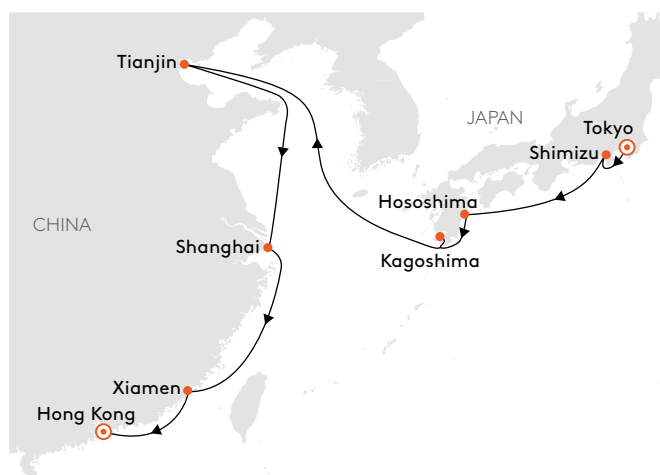 Tianjin
JAPAN
Tokyo
Shimizu
Hososhima
CHINA
Shanghai
Kagoshima
Xiamen
Hong Kong